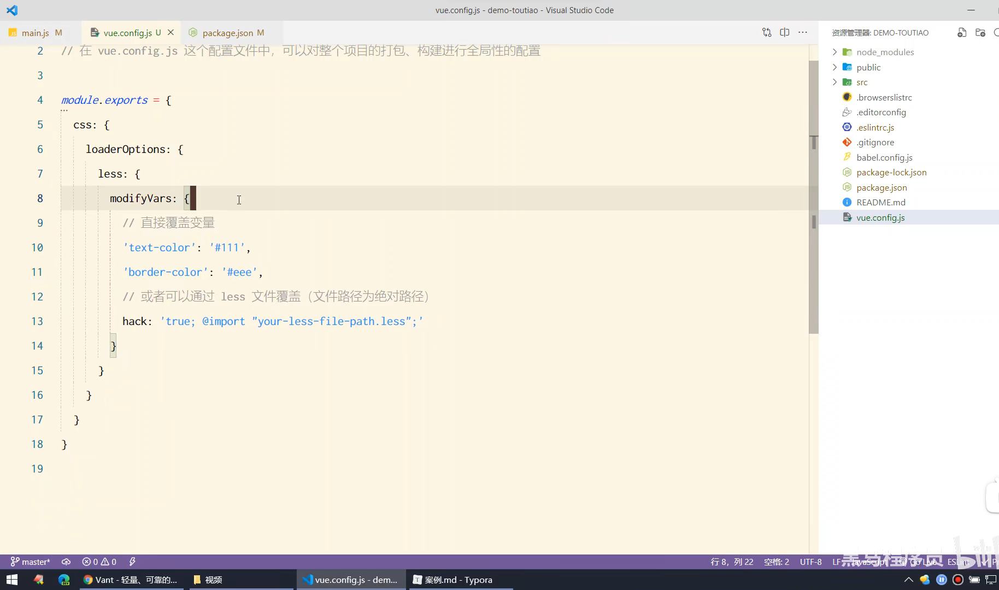 vue.config.js - demo-toutiao - Visual Studio Code
main.js M
vue.config.js U
package.json M
资源管理器: DEMO-TOUTIAO
2 // 在 vue.config.js 这个配置文件中，可以对整个项目的打包、构建进行全局性的配置
3
4 module.exports = {
5 css: {
6 loaderOptions: {
7 less: {
8 modifyVars: {
9 // 直接覆盖变量
10 'text-color': '#111',
11 'border-color': '#eee',
12 // 或者可以通过 less 文件覆盖（文件路径为绝对路径）
13 hack: 'true; @import "your-less-file-path.less";'
14 }
15 }
16 }
17 }
18 }
19
node_modules
public
src
.browserslistrc
.editorconfig
.eslintrc.js
.gitignore
babel.config.js
package-lock.json
package.json
README.md
vue.config.js
master* 0 0
行 8，列 22 空格: 2 UTF-8 LF JavaScript Go Live ESLint
黑马程序员
Vant - 轻量、可靠的...
视频
vue.config.js - dem...
案例.md - Typora